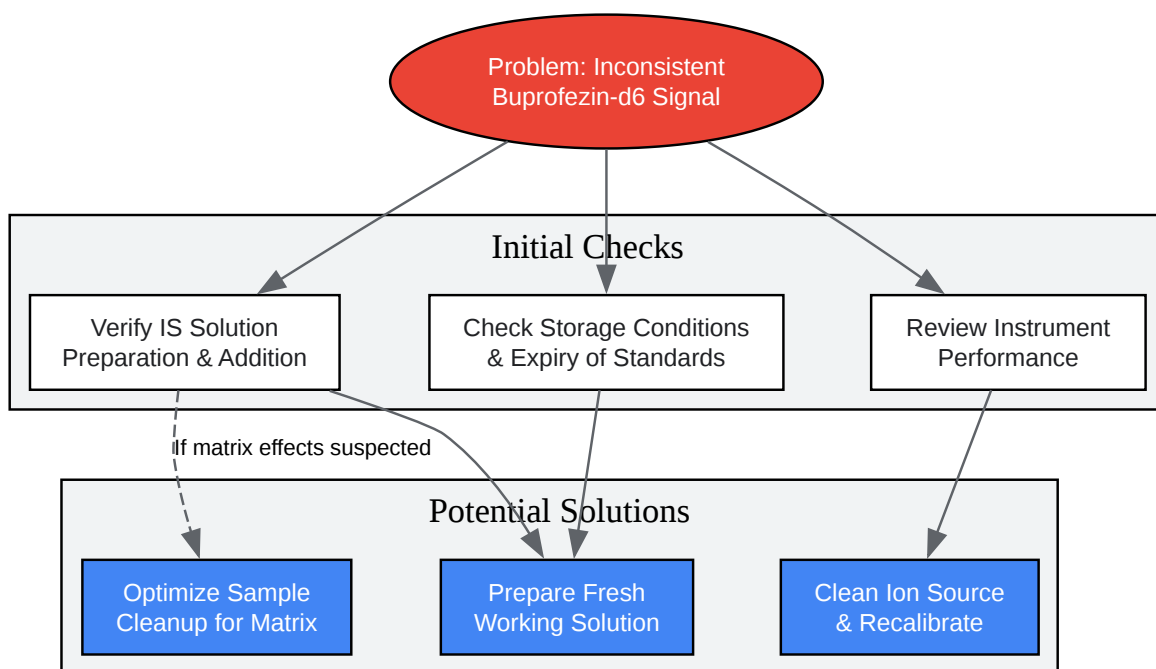 Problem: Inconsistent
Buprofezin-d6 Signal
Initial Checks
Verify IS Solution
Preparation & Addition
Check Storage Conditions
& Expiry of Standards
Review Instrument
Performance
If matrix effects suspected
Potential Solutions
Optimize Sample
Cleanup for Matrix
Prepare Fresh
Working Solution
Clean Ion Source
& Recalibrate